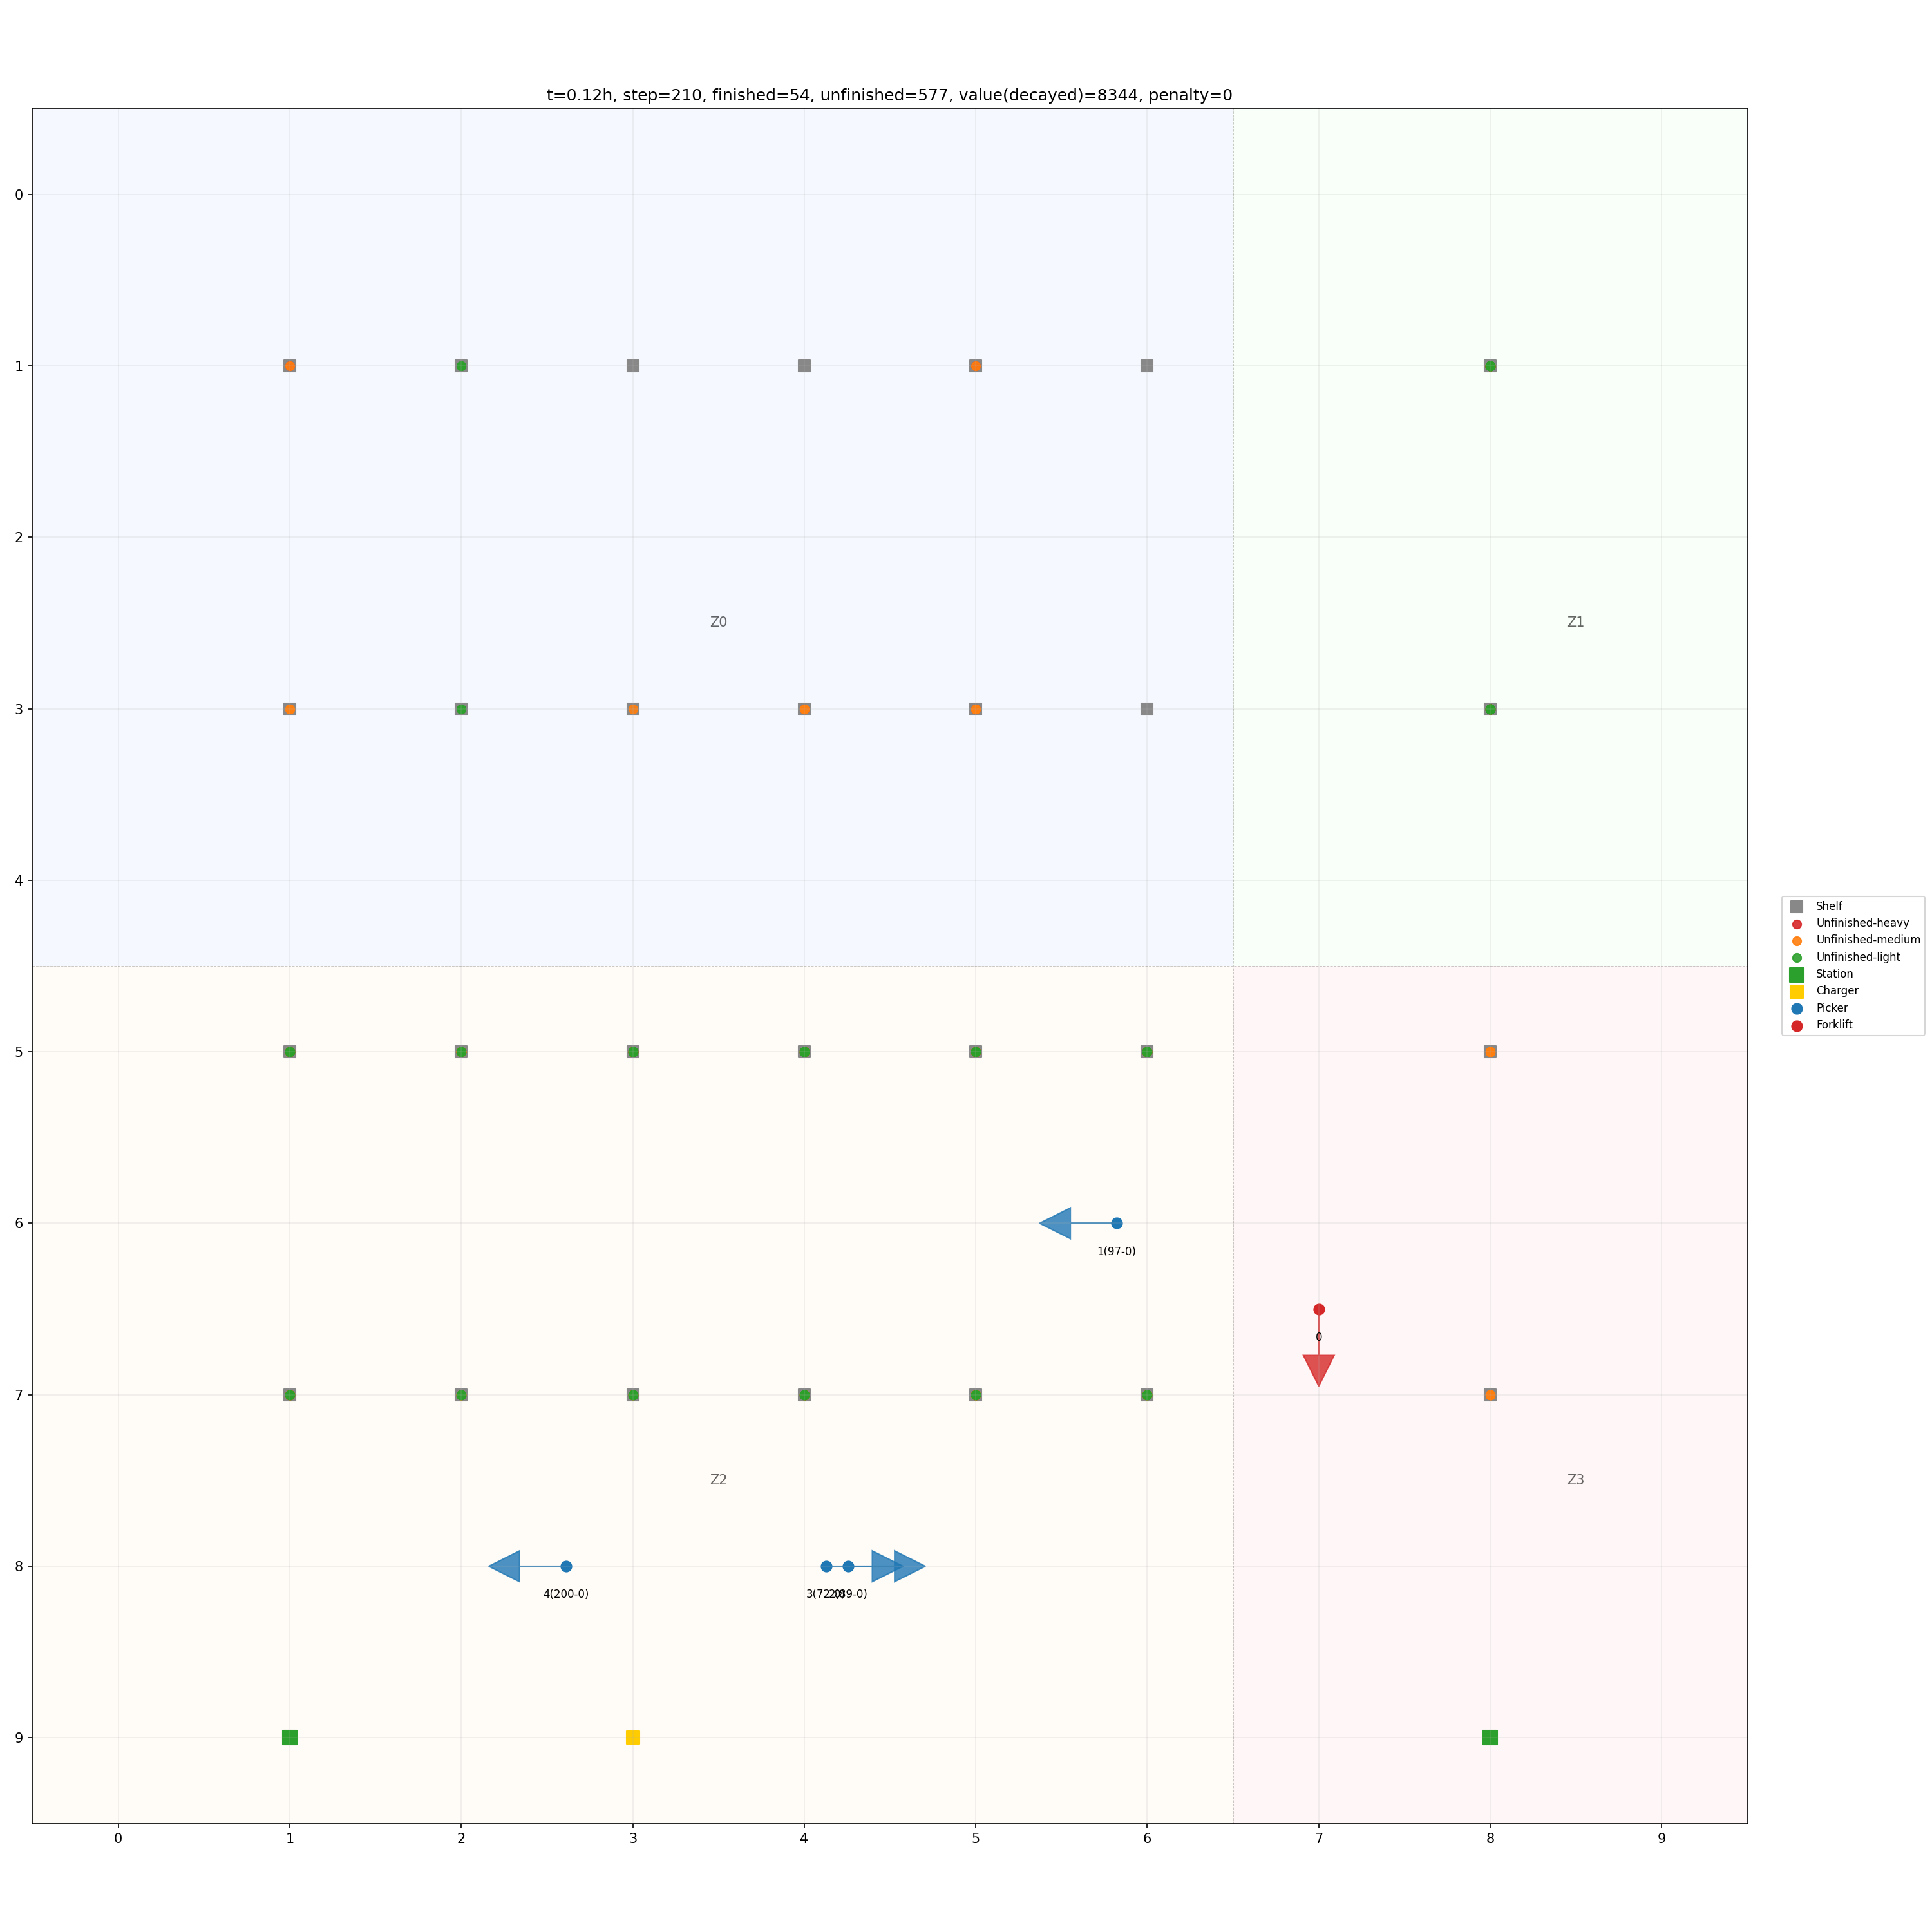 t=0.12h, step=210, finished=54, unfinished=577, value(decayed)=8344, penalty=0
0
1
2
Z0
Z1
3
4
Shelf
Unfinished-heavy
Unfinished-medium
Unfinished-light
Station
Charger
Picker
Forklift
5
6
1(97-0)
0
7
Z2
Z3
8
4(200-0)
9
0 1 2 3 4 5 6 7 8 9